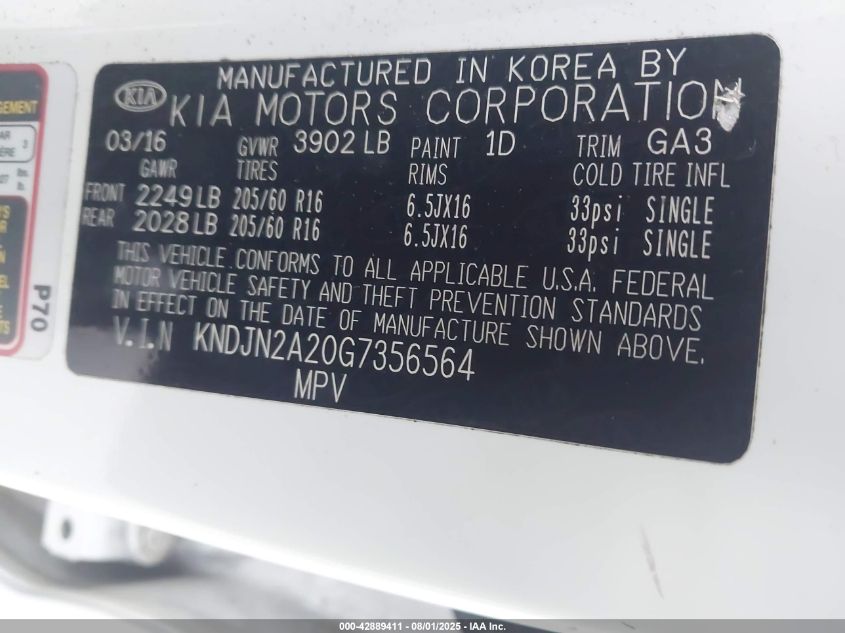 MANUFACTURED IN KOREA BY
KIA
KIA MOTORS CORPORATION
03/16 GVWR 3902 LB PAINT 1D TRIM GA3
GAWR TIRES RIMS COLD TIRE INFL
FRONT 2249 LB 205/60 R16 6.5JX16 33psi SINGLE
REAR 2028 LB 205/60 R16 6.5JX16 33psi SINGLE
THIS VEHICLE CONFORMS TO ALL APPLICABLE U.S.A. FEDERAL
MOTOR VEHICLE SAFETY AND THEFT PREVENTION STANDARDS
IN EFFECT ON THE DATE OF MANUFACTURE SHOWN ABOVE.
V.I.N KNDJN2A20G7356564
MPV
P70
000-42889411 - 08/01/2025 - IAA Inc.